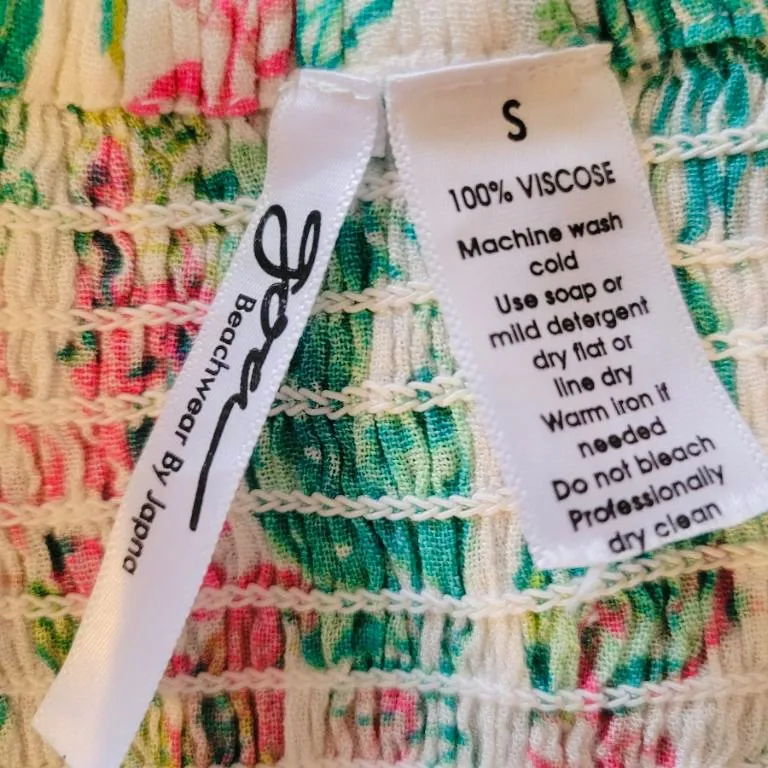 Beachwear By Japna
S
100% VISCOSE
Machine wash
cold
Use soap or
mild detergent
dry flat or
line dry
Warm iron if
needed
Do not bleach
Professionally
dry clean